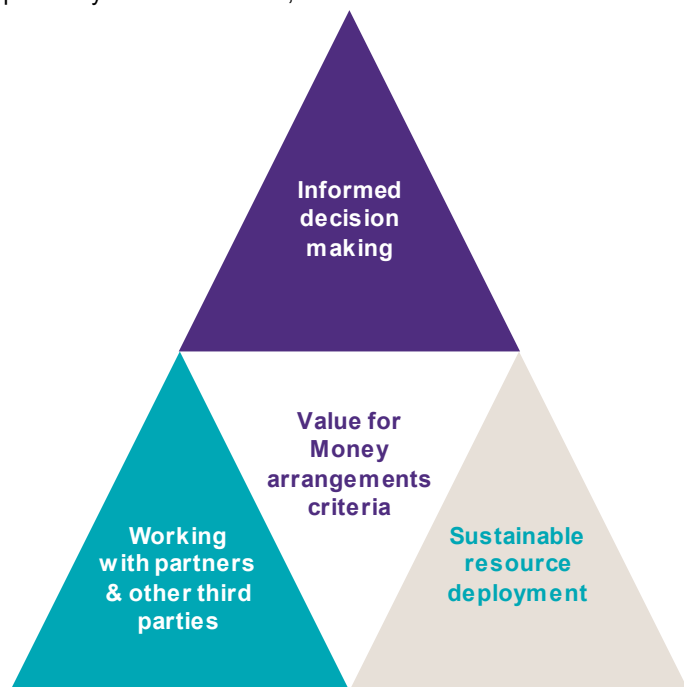 Informed
decision
making
Value for
Money
arrangements
criteria
Working
with partners
& other third
parties
Sustainable
resource
deployment